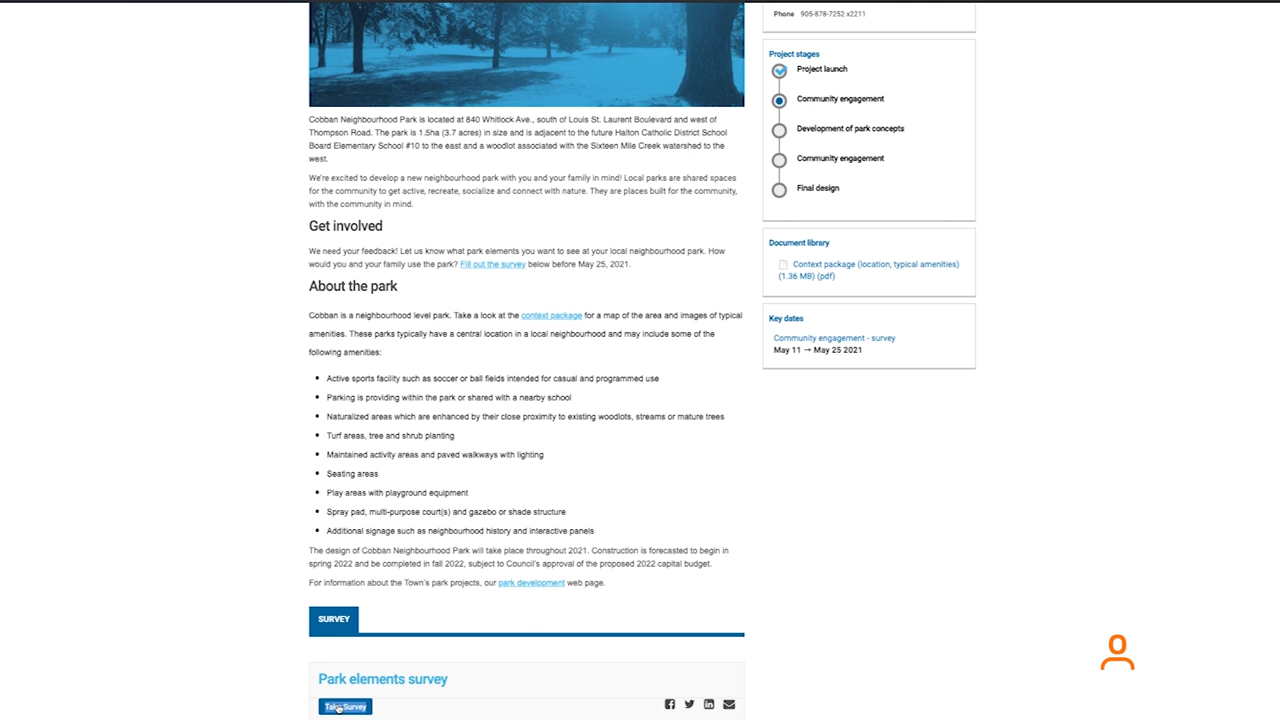 Cobban Neighbourhood Park is located at 840 Whitlock Ave., south of Louis St. Laurent Boulevard and west of
Thompson Road. The park is 1.5ha (3.7 acres) in size and is adjacent to the future Halton Catholic District School
Board Elementary School #10 to the east and a woodlot associated with the Sixteen Mile Creek watershed to the
west.
We're excited to develop a new neighbourhood park with you and your family in mind! Local parks are shared spaces
for the community to get active, recreate, socialize and connect with nature. They are places built for the community,
with the community in mind.
Get involved
We need your feedback! Let us know what park elements you want to see at your local neighbourhood park. How
would you and your family use the park? Fill out the survey below before May 25, 2021.
About the park
Cobban is a neighbourhood level park. Take a look at the context package for a map of the area and images of typical
amenities. These parks typically have a central location in a local neighbourhood and may include some of the
following amenities:
• Active sports facility such as soccer or ball fields intended for casual and programmed use
• Parking is providing within the park or shared with a nearby school
• Naturalized areas which are enhanced by their close proximity to existing woodlots, streams or mature trees
• Turf areas, tree and shrub planting
• Maintained activity areas and paved walkways with lighting
• Seating areas
• Play areas with playground equipment
• Spray pad, multi-purpose court(s) and gazebo or shade structure
• Additional signage such as neighbourhood history and interactive panels
The design of Cobban Neighbourhood Park will take place throughout 2021. Construction is forecasted to begin in
spring 2022 and be completed in fall 2022, subject to Council's approval of the proposed 2022 capital budget.
For information about the Town's park projects, our park development web page.
SURVEY
Park elements survey
Take Survey
Phone 905-878-7252 x2211
Project stages
Project launch
Community engagement
Development of park concepts
Community engagement
Final design
Document library
Context package (location, typical amenities)
(1.36 MB) (pdf)
Key dates
Community engagement - survey
May 11 → May 25 2021